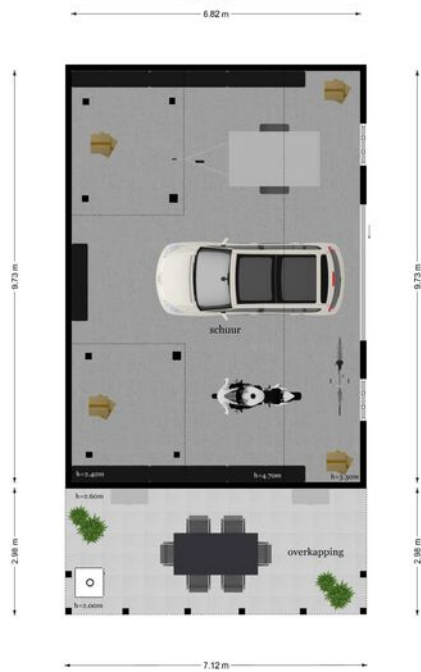 6.82 m
9.73 m
9.73 m
schuur
h=2.40m
h=4.70m
h=3.30m
h=2.60m
2.98 m
2.98 m
overkapping
h=2.00m
7.12 m